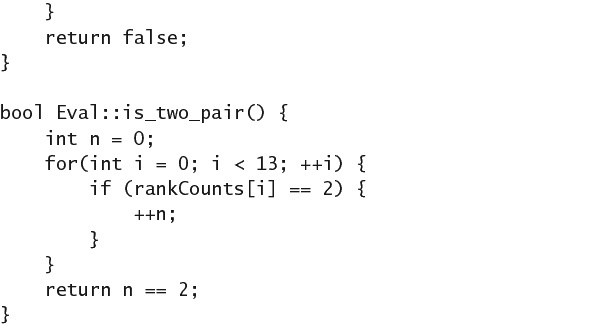 }
    return false;
}

bool Eval::is_two_pair() {
    int n = 0;
    for(int i = 0; i < 13; ++i) {
        if (rankCounts[i] == 2) {
            ++n;
        }
    }
    return n == 2;
}